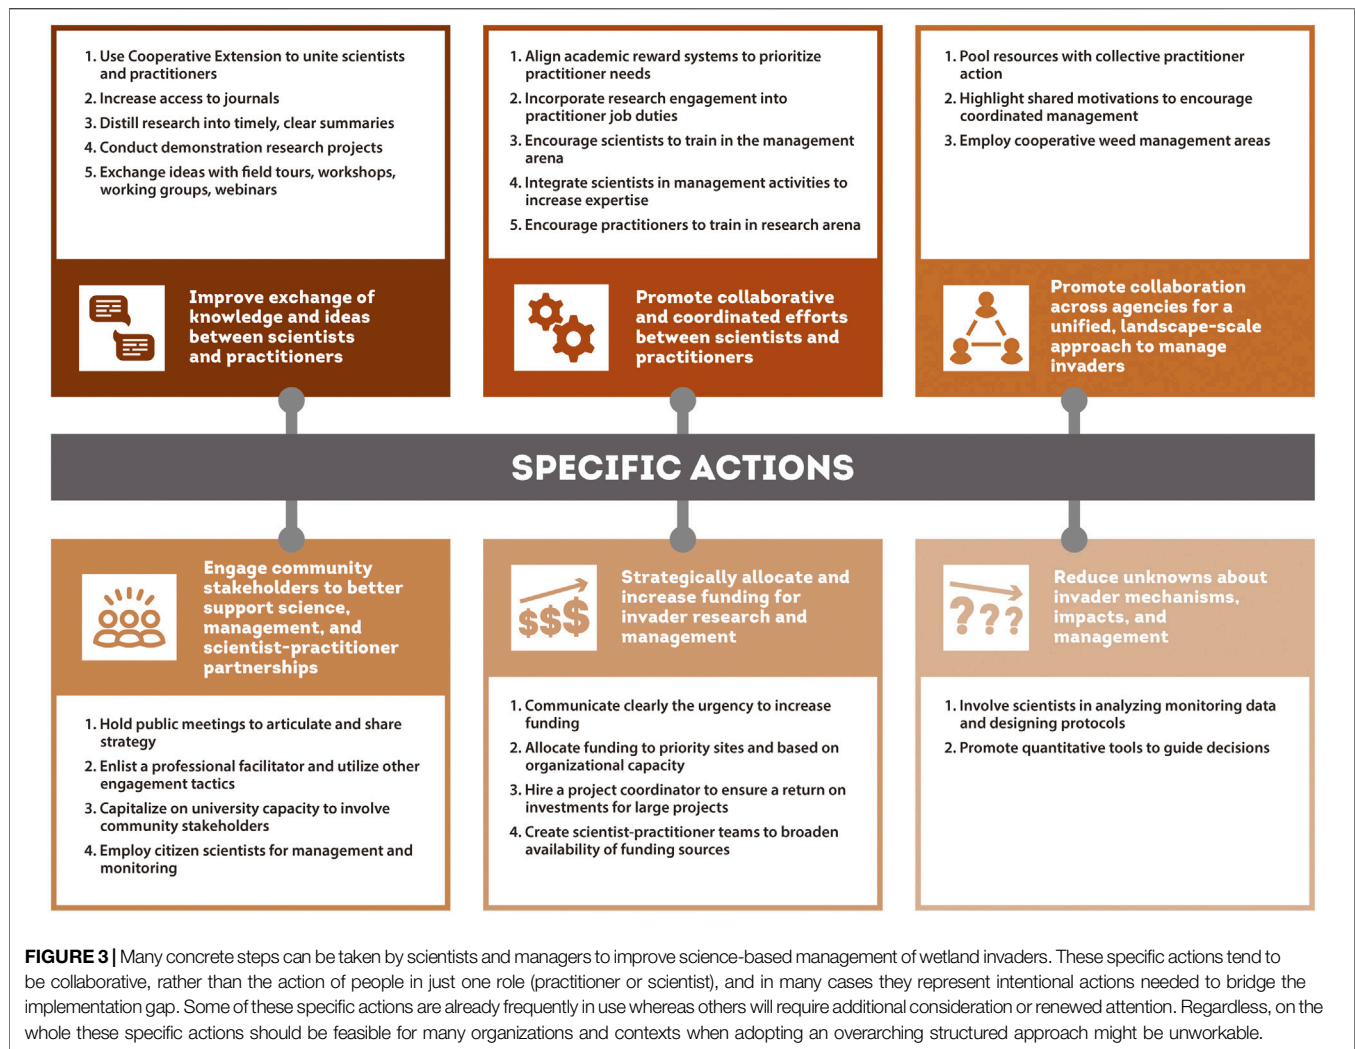 1. Use Cooperative Extension to unite scientists
and practitioners
2. Increase access to journals
3. Distill research into timely, clear summaries
4. Conduct demonstration research projects
5. Exchange ideas with field tours, workshops,
working groups, webinars
Improve exchange of
knowledge and ideas
between scientists
and practitioners
1. Align academic reward systems to prioritize
practitioner needs
2. Incorporate research engagement into
practitioner job duties
3. Encourage scientists to train in the management
arena
4. Integrate scientists in management activities to
increase expertise
5. Encourage practitioners to train in research arena
Promote collaborative
and coordinated efforts
between scientists and
practitioners
1. Pool resources with collective practitioner
action
2. Highlight shared motivations to encourage
coordinated management
3. Employ cooperative weed management areas
Promote collaboration
across agencies for a
unified, landscape-scale
approach to manage
invaders
SPECIFIC ACTIONS
Engage community
stakeholders to better
support science,
management, and
scientist-practitioner
partnerships
1. Hold public meetings to articulate and share
strategy
2. Enlist a professional facilitator and utilize other
engagement tactics
3. Capitalize on university capacity to involve
community stakeholders
4. Employ citizen scientists for management and
monitoring
$$$
Strategically allocate and
increase funding for
invader research and
management
1. Communicate clearly the urgency to increase
funding
2. Allocate funding to priority sites and based on
organizational capacity
3. Hire a project coordinator to ensure a return on
investments for large projects
4. Create scientist-practitioner teams to broaden
availability of funding sources
???
Reduce unknowns about
invader mechanisms,
impacts, and
management
1. Involve scientists in analyzing monitoring data
and designing protocols
2. Promote quantitative tools to guide decisions
FIGURE 3 | Many concrete steps can be taken by scientists and managers to improve science-based management of wetland invaders. These specific actions tend to
be collaborative, rather than the action of people in just one role (practitioner or scientist), and in many cases they represent intentional actions needed to bridge the
implementation gap. Some of these specific actions are already frequently in use whereas others will require additional consideration or renewed attention. Regardless, on the
whole these specific actions should be feasible for many organizations and contexts when adopting an overarching structured approach might be unworkable.